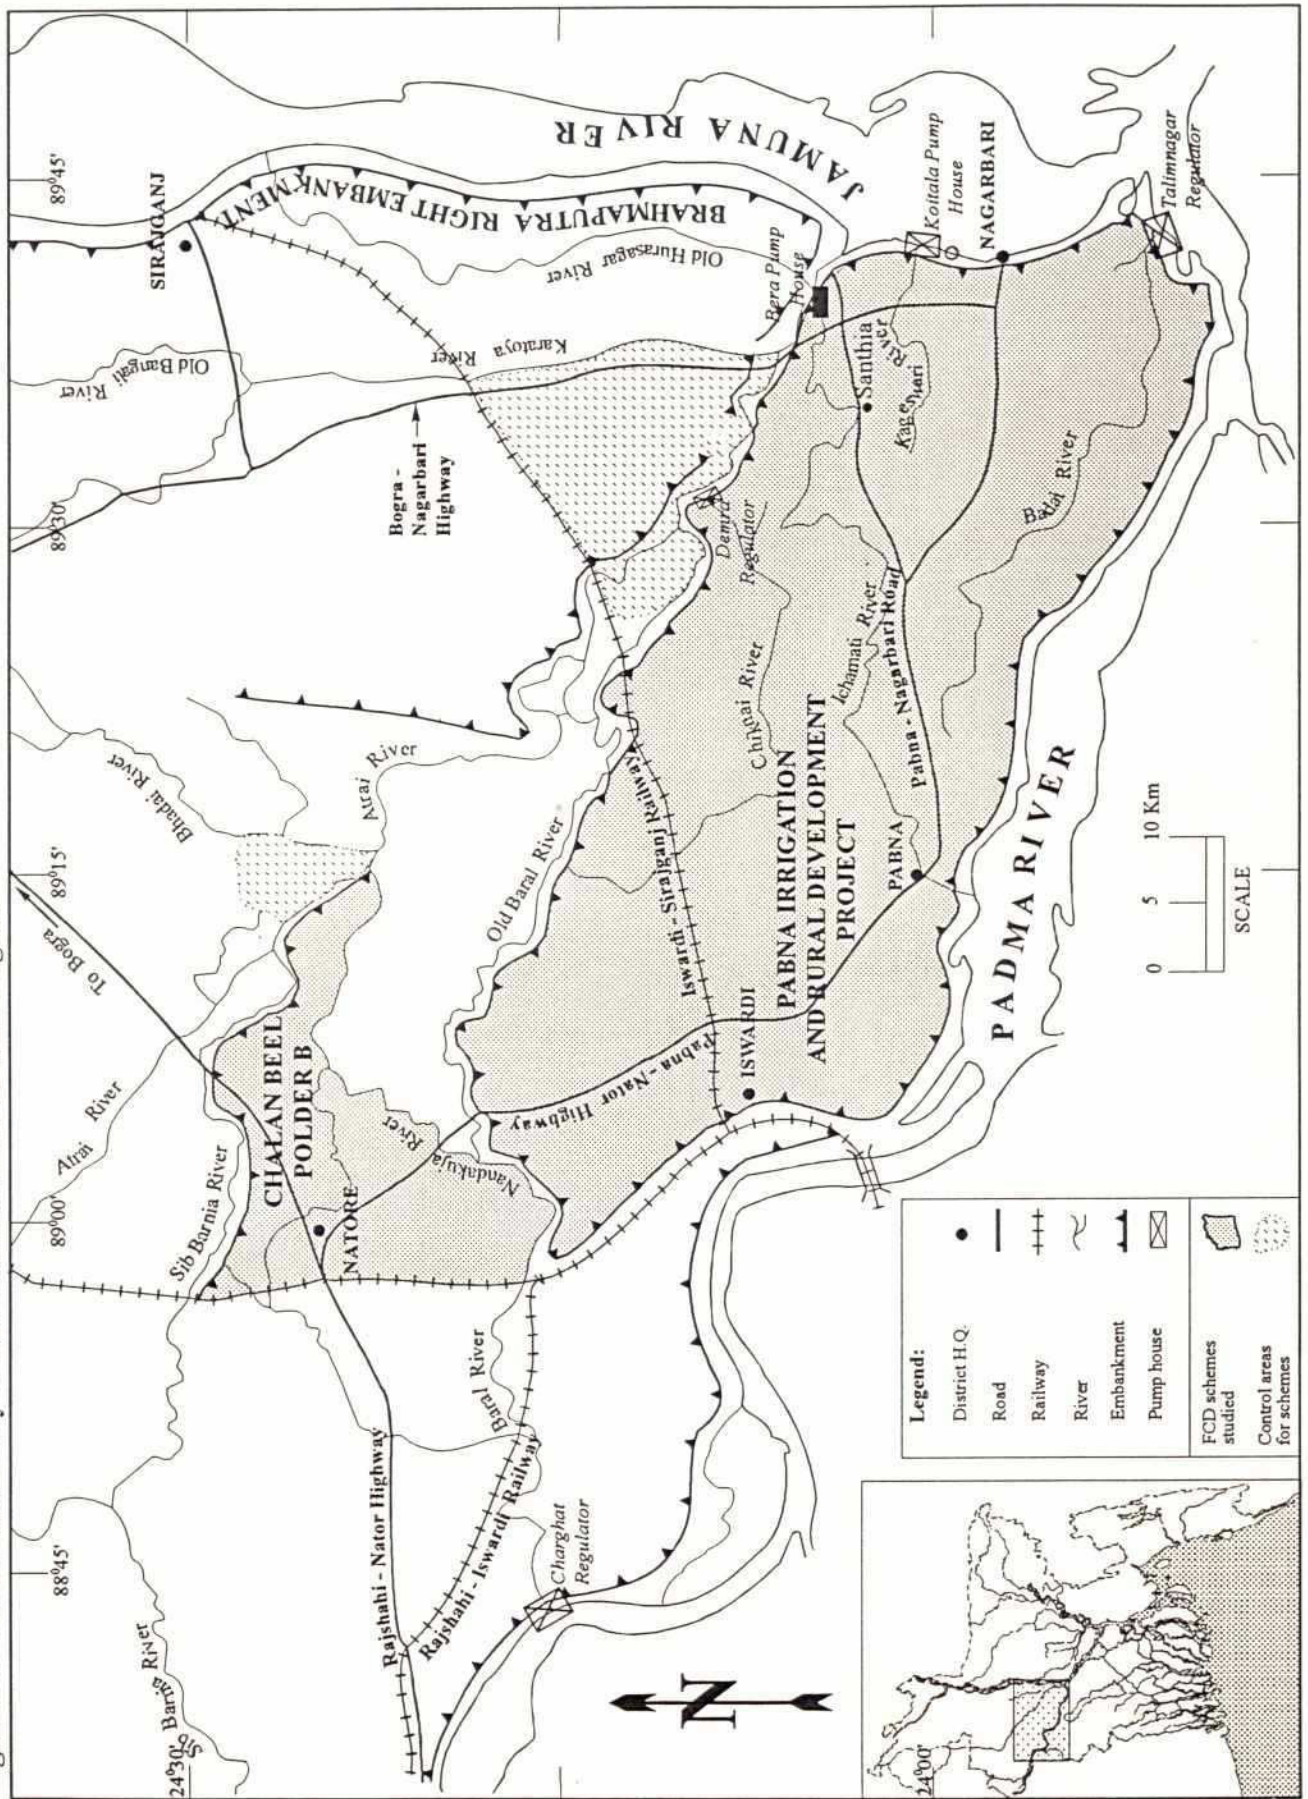 88°45'
89°00'
89°15'
89°30'
89°45'
24°30'
24°00'
Sib Barnia River
Sib Barnia River
Atrai River
To Bogra
Bhadai River
Atrai River
Old Bangali River
SIRAJGANJ
Bogra -
Nagarbari
Highway
Karatoya River
Old Hurasagar River
BRAHMAPUTRA RIGHT EMBANKMENT
JAMUNA RIVER
CHALAN BEEL
POLDER B
NATORE
Nandakuja River
Old Baral River
Baral River
Rajshahi - Nator Highway
Rajshahi - Iswardi Railway
Charghat
Regulator
Pabna - Nator Highway
Iswardi - Sirajganj Railway
ISWARDI
PABNA IRRIGATION
AND RURAL DEVELOPMENT
PROJECT
PABNA
Chiknai River
Ichamati River
Pabna - Nagarbari Road
Demra
Regulator
Bera Pump
House
Santhia
Kageswari River
Badai River
Koitala Pump
House
NAGARBARI
Talimnagar
Regulator
PADMA RIVER
0 5 10 Km
SCALE
N
Legend:
District H.Q.
Road
Railway
River
Embankment
Pump house
FCD schemes
studied
Control areas
for schemes